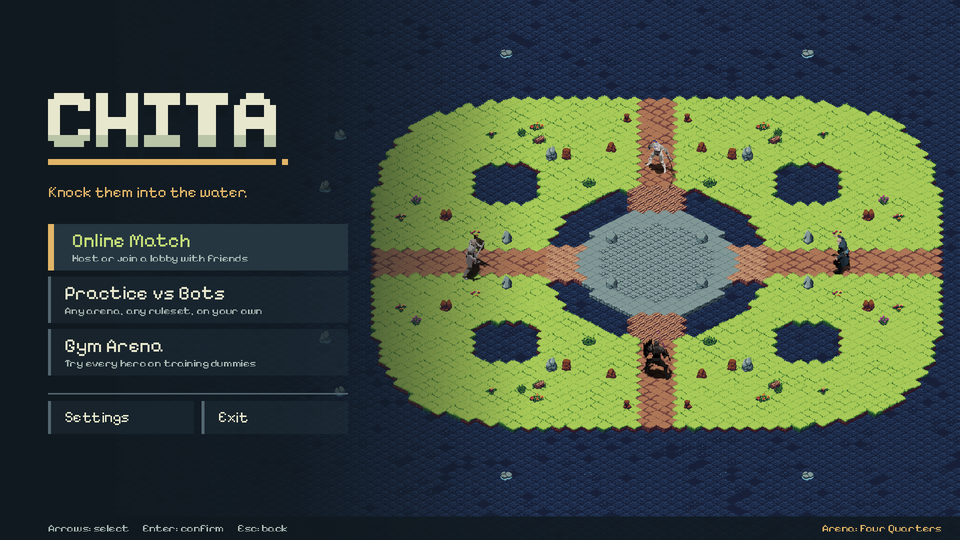 CHITA
Knock them into the water.
Online Match
Host or join a lobby with friends
Practice vs Bots
Any arena, any ruleset, on your own
Gym Arena
Try every hero on training dummies
Settings
Exit
Arrows: select Enter: confirm Esc: back
Arena: Four Quarters